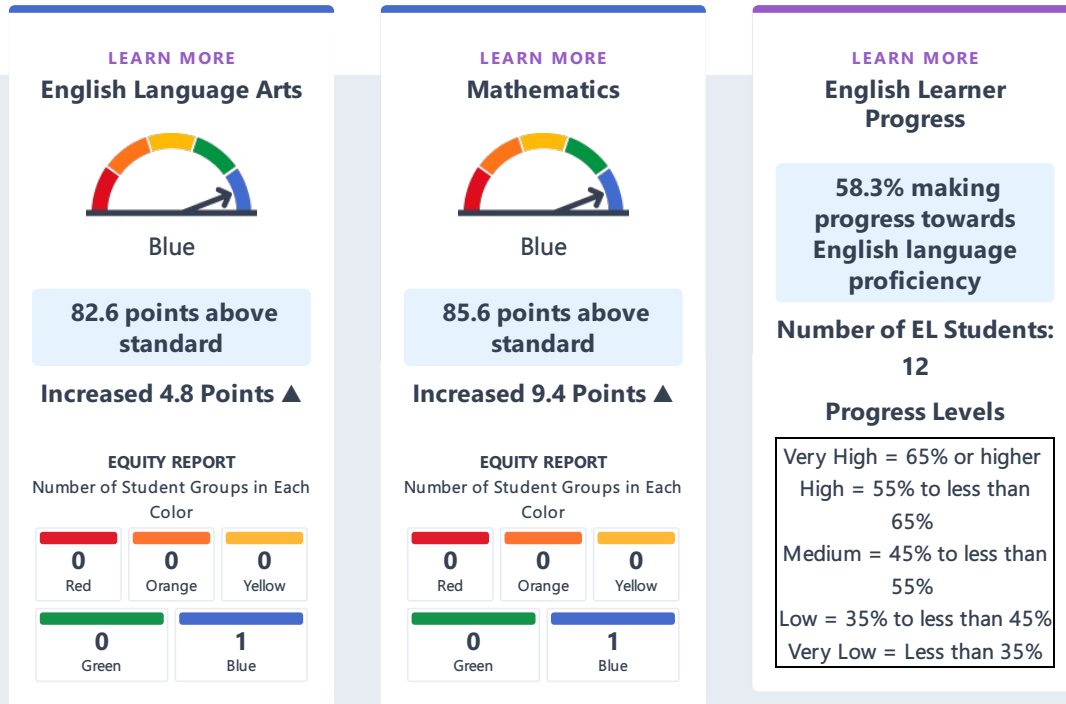 LEARN MORE
English Language Arts
Blue
82.6 points above
standard
Increased 4.8 Points ▲
EQUITY REPORT
Number of Student Groups in Each
Color
0
Red
0
Orange
0
Yellow
0
Green
1
Blue
LEARN MORE
Mathematics
Blue
85.6 points above
standard
Increased 9.4 Points ▲
EQUITY REPORT
Number of Student Groups in Each
Color
0
Red
0
Orange
0
Yellow
0
Green
1
Blue
LEARN MORE
English Learner
Progress
58.3% making
progress towards
English language
proficiency
Number of EL Students:
12
Progress Levels
Very High = 65% or higher
High = 55% to less than
65%
Medium = 45% to less than
55%
Low = 35% to less than 45%
Very Low = Less than 35%